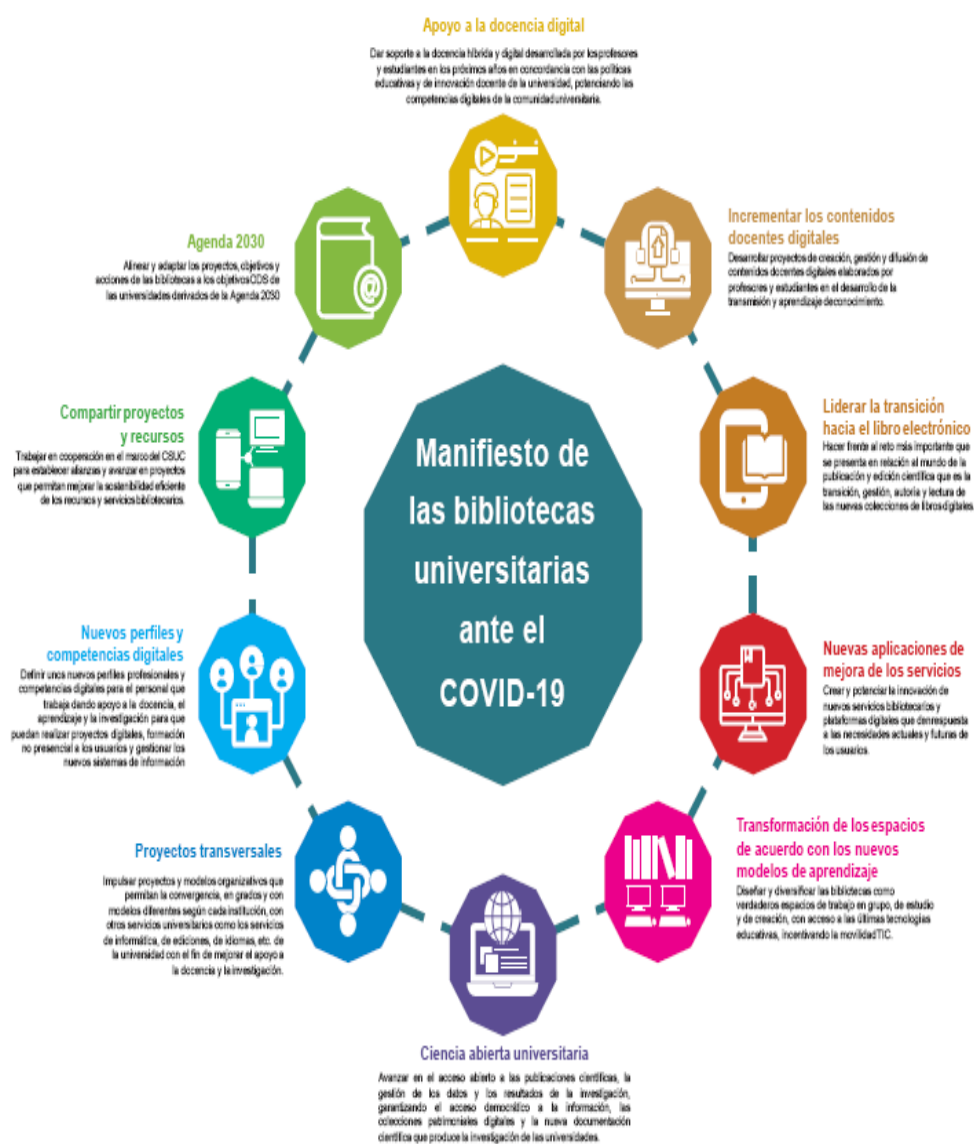 Apoyo a la docencia digital
Dar soporte a la docencia híbrida y digital desarrollada por los profesores
y estudiantes en los próximos años en concordancia con las políticas
educativas y de innovación docente de la universidad, potenciando las
competencias digitales de la comunidad universitaria.
Incrementar los contenidos
docentes digitales
Desarrollar proyectos de creación, gestión y difusión de
contenidos docentes digitales elaborados por
profesores y estudiantes en el desarrollo de la
transmisión y aprendizaje deconocimiento.
Liderar la transición
hacia el libro electrónico
Hacer frente al reto más importante que
se presenta en relación al mundo de la
publicación y edición científica que es la
transición, gestión, autoría y lectura de
las nuevas colecciones de libros digitales
Nuevas aplicaciones de
mejora de los servicios
Crear y potenciar la innovación de
nuevos servicios bibliotecarios y
plataformas digitales que den respuesta
a las necesidades actuales y futuras de
los usuarios.
Transformación de los espacios
de acuerdo con los nuevos
modelos de aprendizaje
Diseñar y diversificar las bibliotecas como
verdaderos espacios de trabajo en grupo, de estudio
y de creación, con acceso a las últimas tecnologías
educativas, incentivando la movilidad TIC.
Ciencia abierta universitaria
Avanzar en el acceso abierto a las publicaciones científicas, la
gestión de los datos y los resultados de la investigación,
garantizando el acceso democrático a la información, las
colecciones patrimoniales digitales y la nueva documentación
científica que produce la investigación de las universidades.
Proyectos transversales
Impulsar proyectos y modelos organizativos que
permitan la convergencia, en grados y con
modelos diferentes según cada institución, con
otros servicios universitarios como los servicios
de informática, de ediciones, de idiomas, etc. de
la universidad con el fin de mejorar el apoyo a
la docencia y la investigación.
Nuevos perfiles y
competencias digitales
Definir unos nuevos perfiles profesionales y
competencias digitales para el personal que
trabaja dando apoyo a la docencia, el
aprendizaje y la investigación para que
puedan realizar proyectos digitales, formación
no presencial a los usuarios y gestionar los
nuevos sistemas de información
Compartir proyectos
y recursos
Trabajar en cooperación en el marco del CSUC
para establecer alianzas y avanzar en proyectos
que permitan mejorar la sostenibilidad eficiente
de los recursos y servicios bibliotecarios.
Agenda 2030
Alinear y adaptar los proyectos, objetivos y
acciones de las bibliotecas a los objetivos ODS de
las universidades derivados de la Agenda 2030
Manifiesto de
las bibliotecas
universitarias
ante el
COVID-19